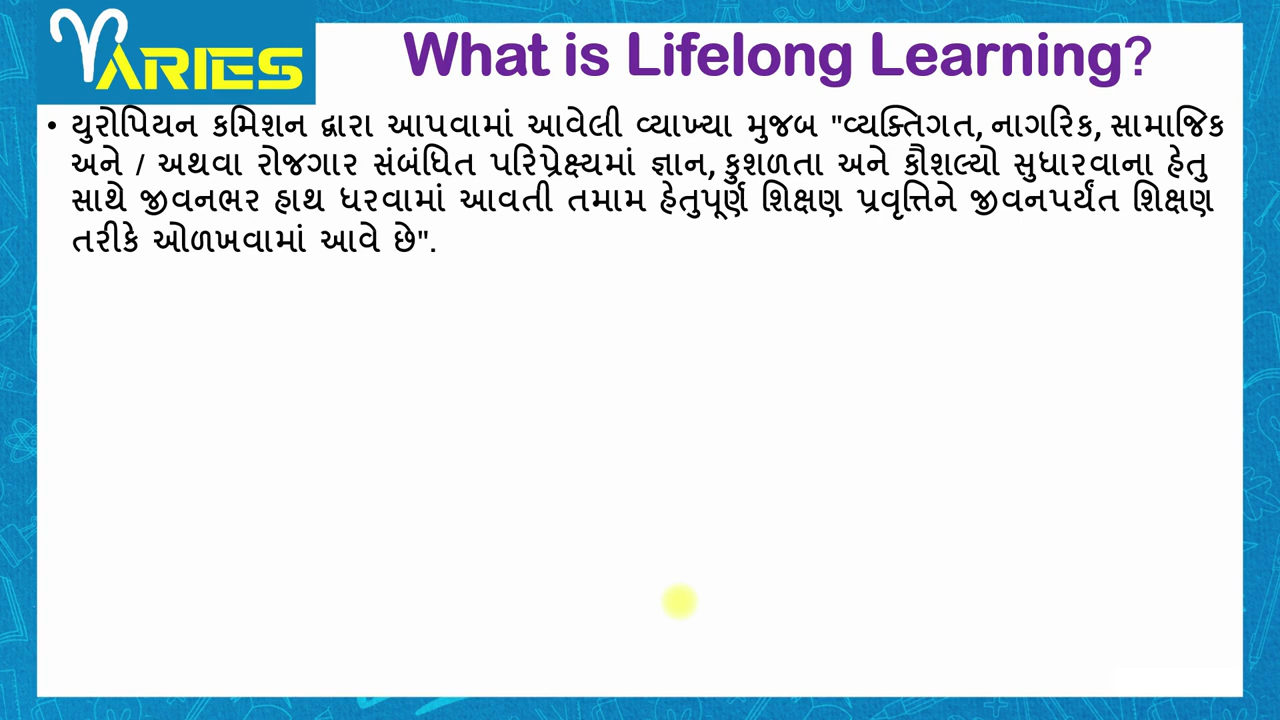 ARIES
What is Lifelong Learning?
• યુરોપિયન કમિશન દ્વારા આપવામાં આવેલી વ્યાખ્યા મુજબ "વ્યક્તિગત, નાગરિક, સામાજિક
અને / અથવા રોજગાર સંબંધિત પરિપ્રેક્ષ્યમાં જ્ઞાન, કુશળતા અને કૌશલ્યો સુધારવાના હેતુ
સાથે જીવનભર હાથ ધરવામાં આવતી તમામ હેતુપૂર્ણ શિક્ષણ પ્રવૃત્તિને જીવનપર્યંત શિક્ષણ
તરીકે ઓળખવામાં આવે છે".